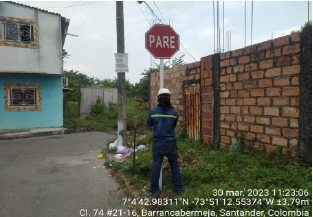 PARE
30 mar. 2023 11:23:06
7°4'42.98311"N -73°51'12.55374"W ±3.79m
Cl. 74 #21-16, Barrancabermeja, Santander, Colombia